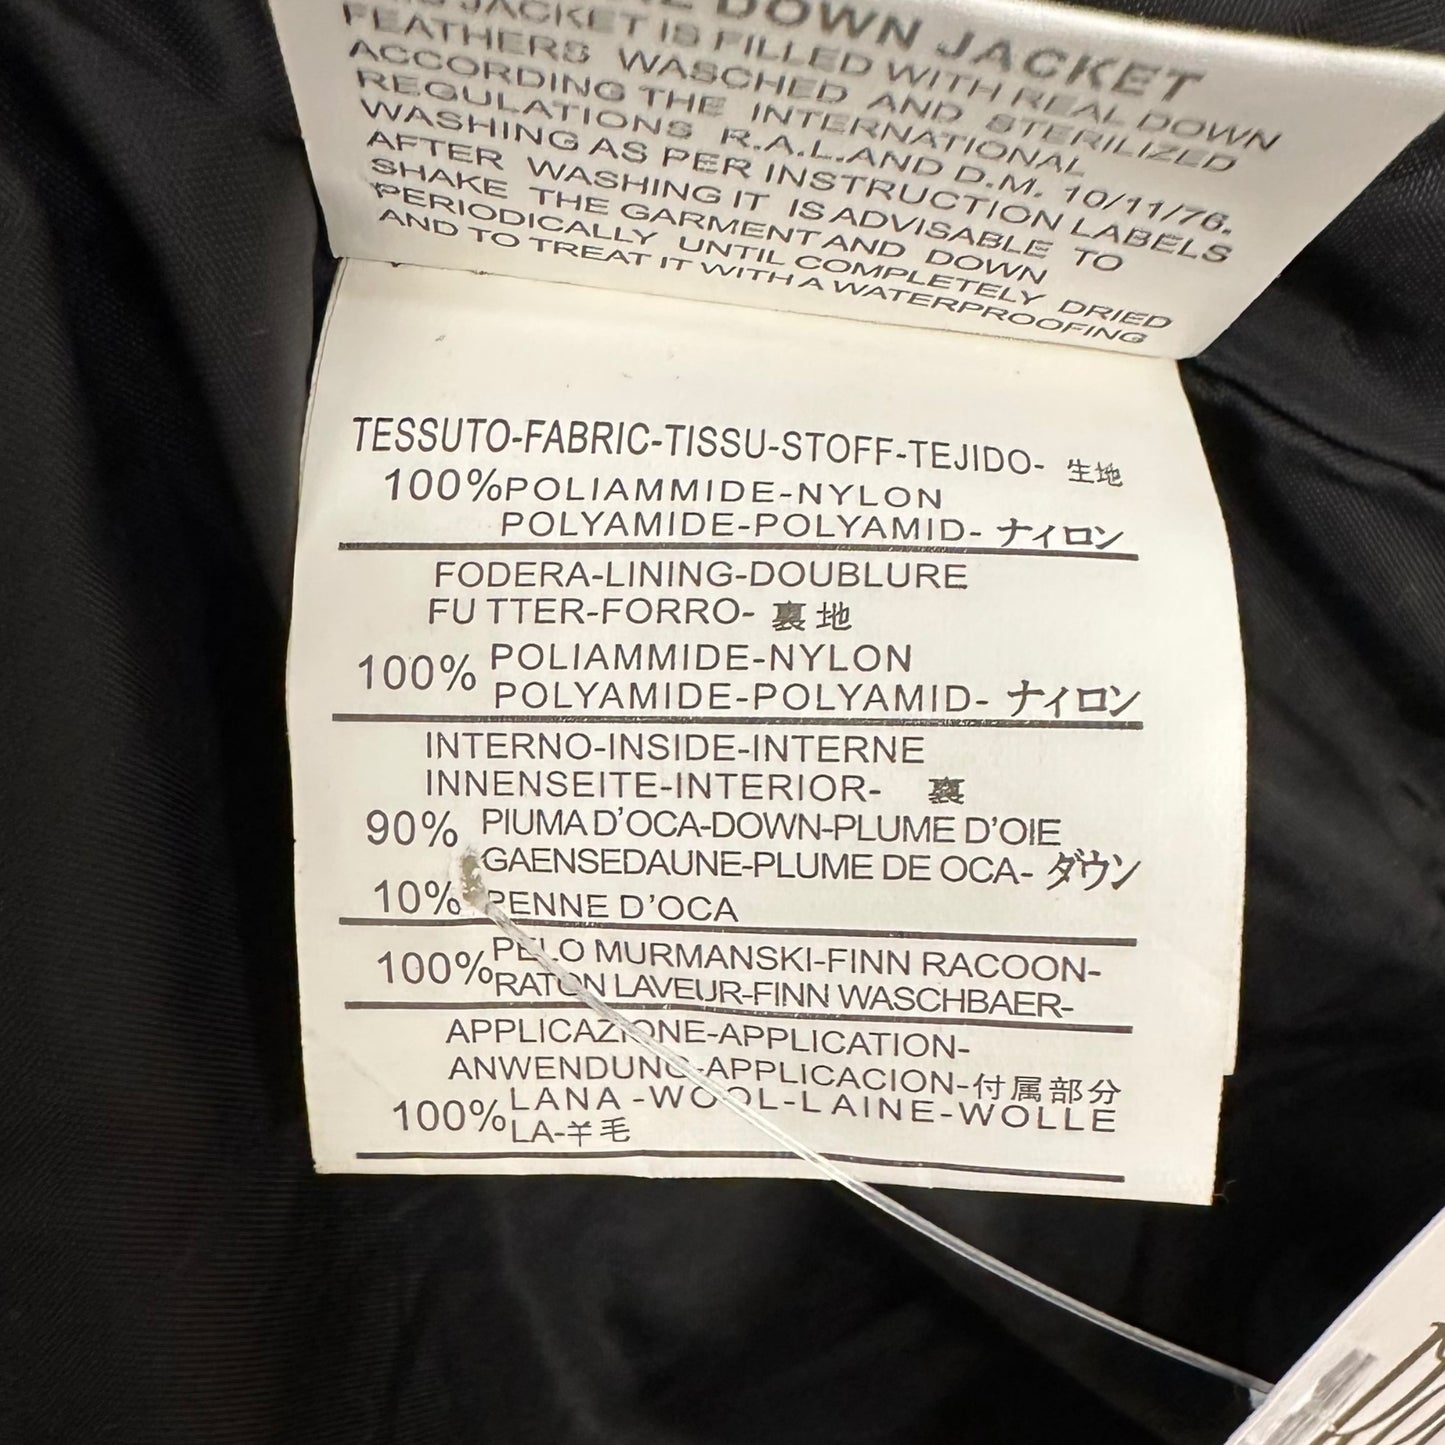 DOWN JACKET
JACKET IS FILLED WITH REAL DOWN
FEATHERS WASCHED AND STERILIZED
ACCORDING THE INTERNATIONAL
REGULATIONS R.A.L.AND D.M. 10/11/76.
WASHING AS PER INSTRUCTION LABELS
AFTER WASHING IT IS ADVISABLE TO
SHAKE THE GARMENT AND DOWN
PERIODICALLY UNTIL COMPLETELY DRIED
AND TO TREAT IT WITH A WATERPROOFING
TESSUTO-FABRIC-TISSU-STOFF-TEJIDO- 生地
100% POLIAMMIDE-NYLON
POLYAMIDE-POLYAMID- ナイロン
FODERA-LINING-DOUBLURE
FU TTER-FORRO- 裏地
100% POLIAMMIDE-NYLON
POLYAMIDE-POLYAMID- ナイロン
INTERNO-INSIDE-INTERNE
INNENSEITE-INTERIOR- 裏
90% PIUMA D'OCA-DOWN-PLUME D'OIE
GAENSEDAUNE-PLUME DE OCA- ダウン
10% PENNE D'OCA
100% PELO MURMANSKI-FINN RACOON-
RATON LAVEUR-FINN WASCHBAER-
APPLICAZIONE-APPLICATION-
ANWENDUNG-APPLICACION-付属部分
100% LANA-WOOL-LAINE-WOLLE
LA-羊毛